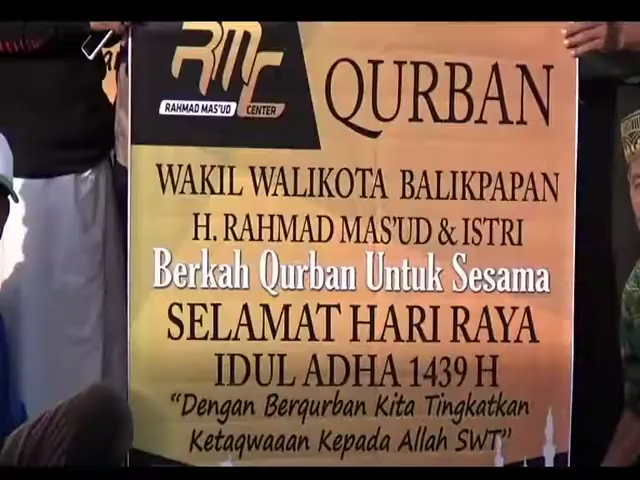 RMC
RAHMAD MAS'UD CENTER
QURBAN
WAKIL WALIKOTA BALIKPAPAN
H. RAHMAD MAS'UD & ISTRI
Berkah Qurban Untuk Sesama
SELAMAT HARI RAYA
IDUL ADHA 1439 H
“Dengan Berqurban Kita Tingkatkan
Ketaqwaaan Kepada Allah SWT”